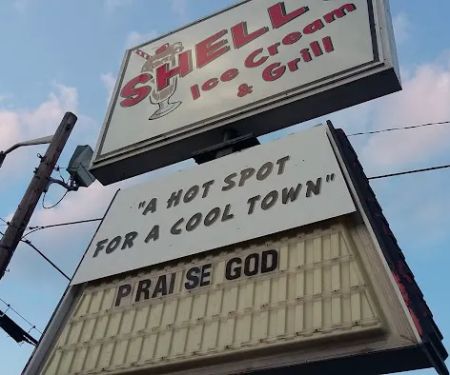 SHELL'S
Ice Cream
& Grill
"A HOT SPOT
FOR A COOL TOWN"
PRAISE GOD